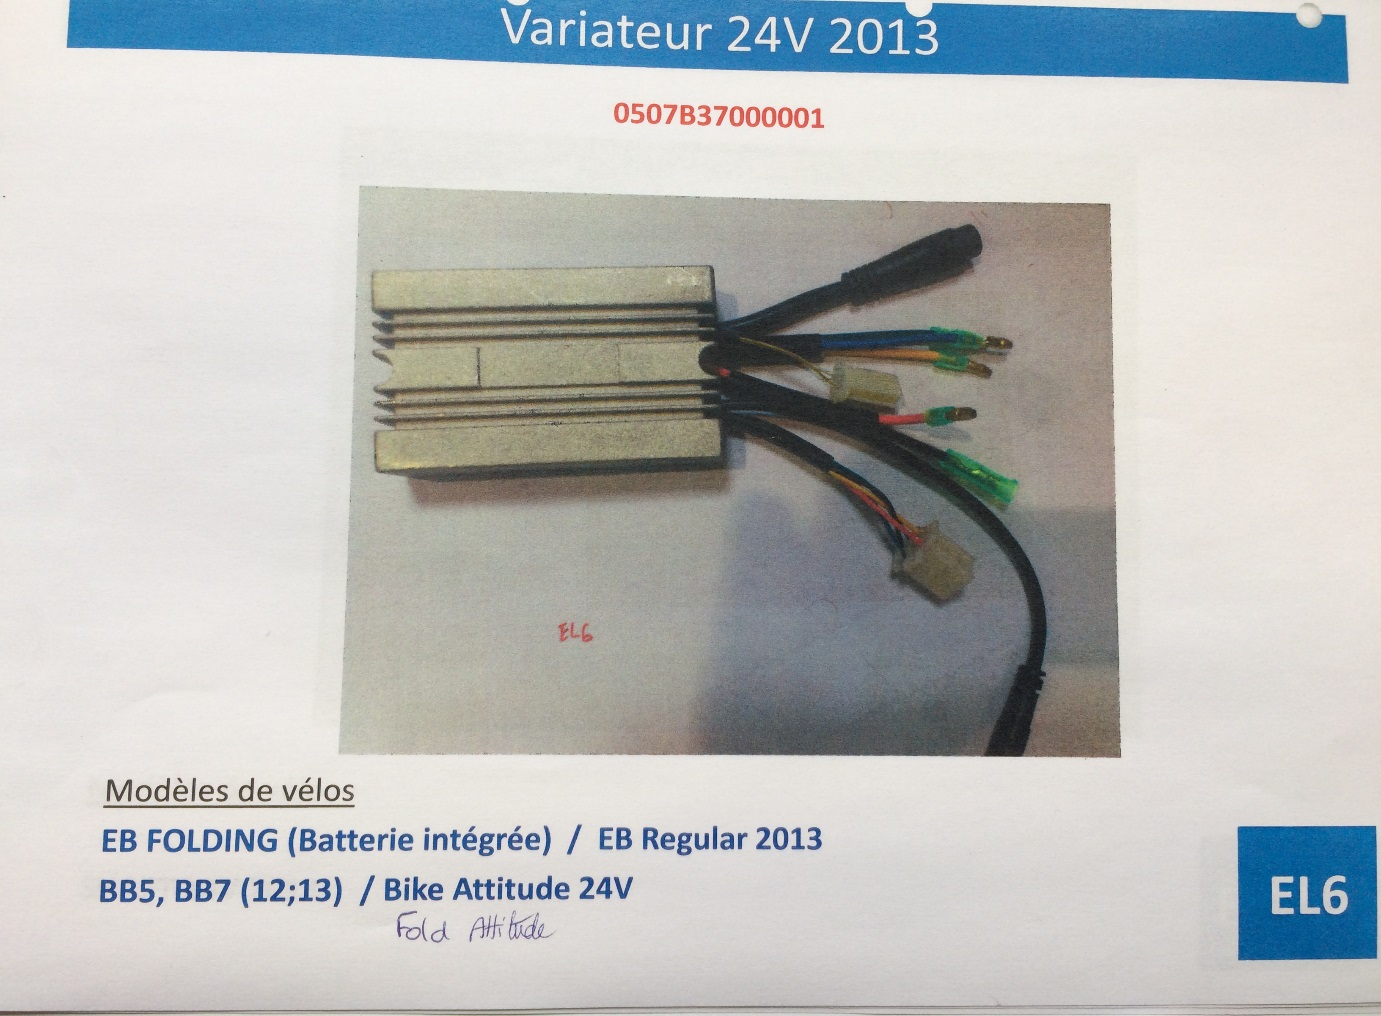 Variateur 24V 2013
0507B37000001
EL6
Modèles de vélos
EB FOLDING (Batterie intégrée) / EB Regular 2013
BB5, BB7 (12;13) / Bike Attitude 24V
Fold Attitude
EL6